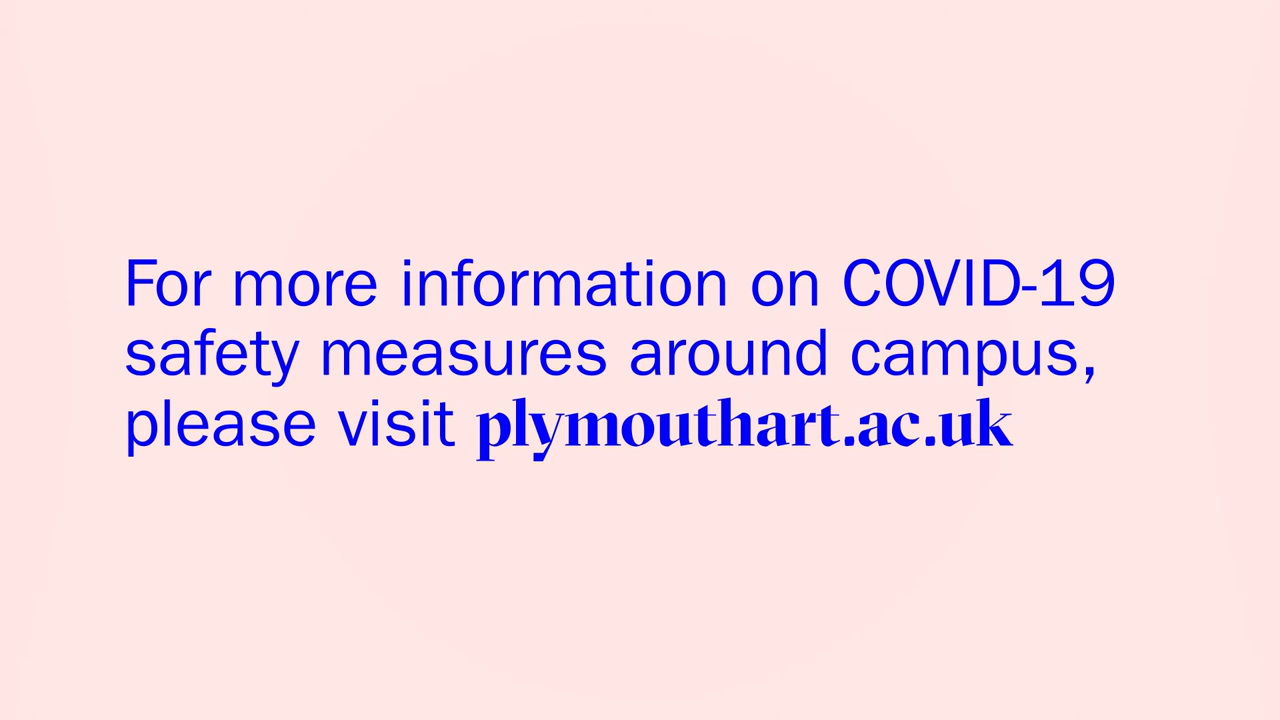 For more information on COVID-19
safety measures around campus,
please visit plymouthart.ac.uk